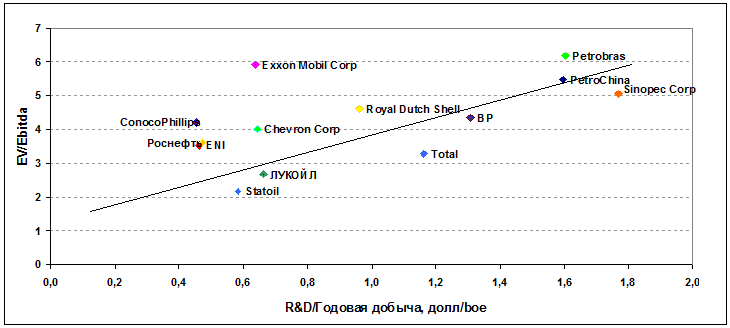 7
6
5
4
3
2
1
0
EV/Ebitda
Petrobras
Exxon Mobil Corp
PetroChina
Sinopec Corp
Royal Dutch Shell
ConocoPhillips
BP
Chevron Corp
Роснефть
ENI
Total
ЛУКОЙЛ
Statoil
0,0 0,2 0,4 0,6 0,8 1,0 1,2 1,4 1,6 1,8 2,0
R&D/Годовая добыча, долл/boe